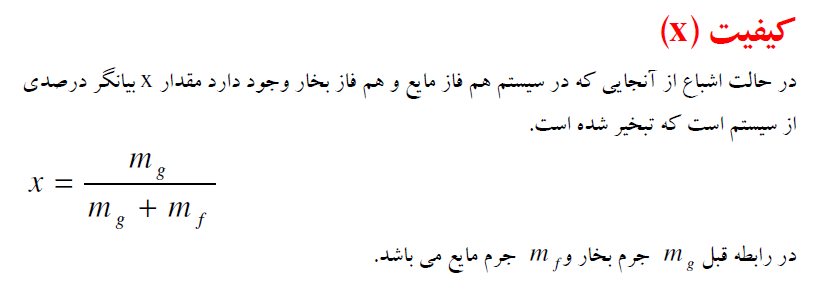 کیفیت (x)
در حالت اشباع از آنجایی که در سیستم هم فاز مایع و هم فاز بخار وجود دارد مقدار x بیانگر درصدی
از سیستم است که تبخیر شده است.
x = m_g / (m_g + m_f)
در رابطه قبل m_g جرم بخار و m_f جرم مایع می باشد.